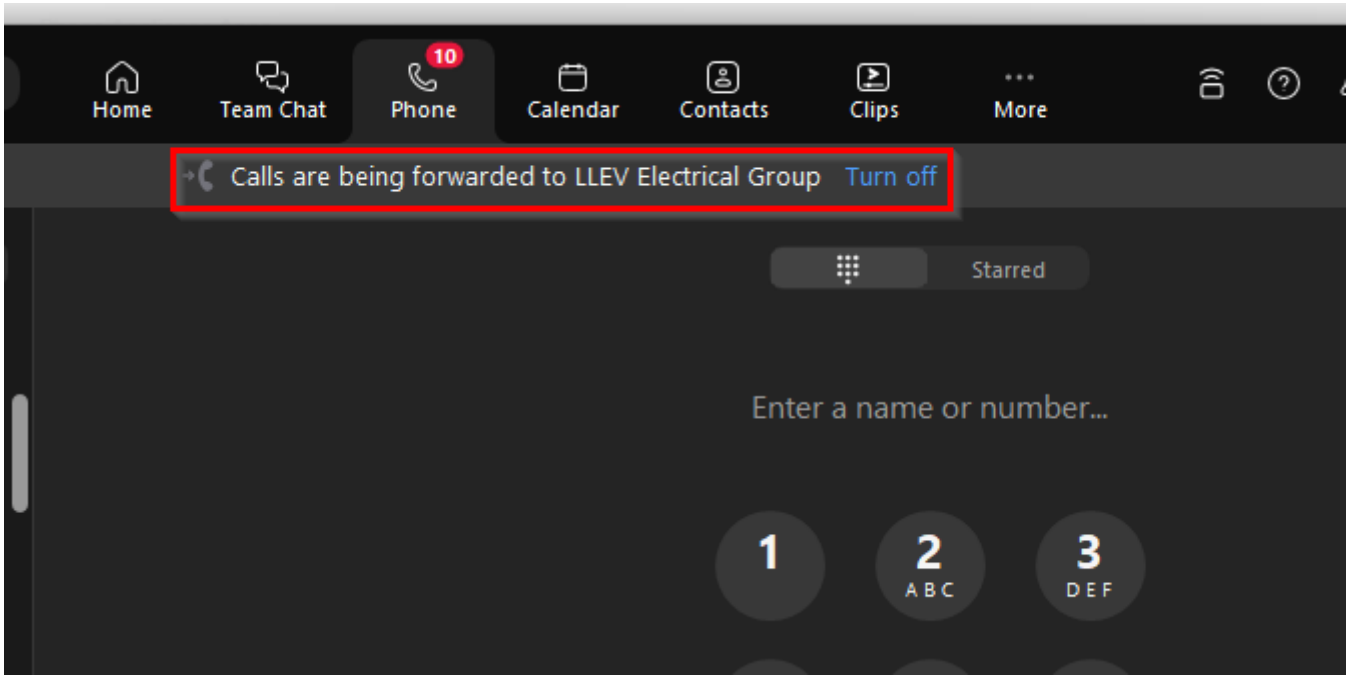 10
Home
Team Chat
Phone
Calendar
Contacts
Clips
More
Calls are being forwarded to LLEV Electrical Group Turn off
Starred
Enter a name or number...
1
2
ABC
3
DEF